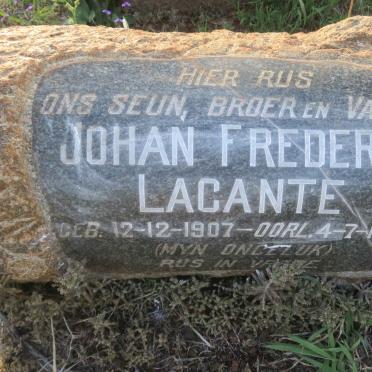 HIER RUS
ONS SEUN, BROER EN VA
JOHAN FREDER
LACANTE
GEB. 12-12-1907 - OORL. 4-7-1
(MYN ONGELUK)
RUS IN